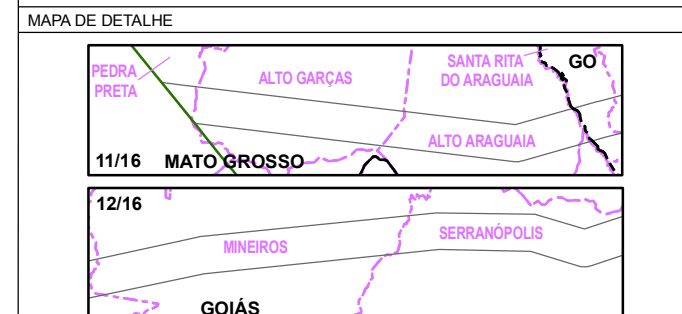 MAPA DE DETALHE
PEDRA
PRETA
ALTO GARÇAS
SANTA RITA
DO ARAGUAIA
GO
ALTO ARAGUAIA
11/16
MATO GROSSO
12/16
MINEIROS
SERRANÓPOLIS
GOIÁS